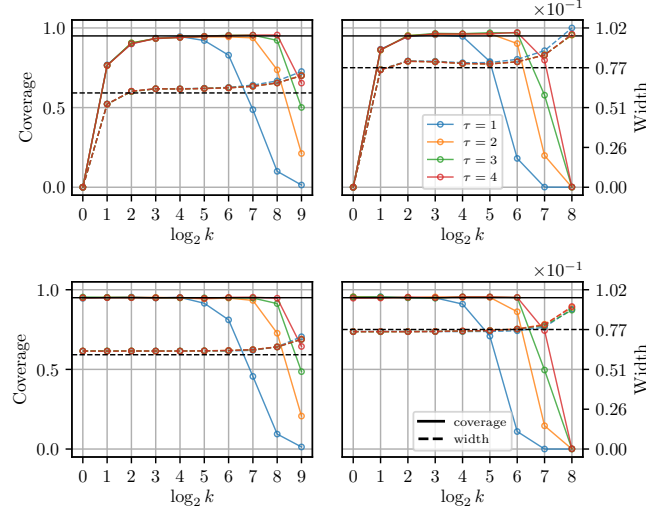 ×10⁻¹
1.0
0.5
0.0
Coverage
0 1 2 3 4 5 6 7 8 9
log₂ k
τ = 1
τ = 2
τ = 3
τ = 4
0 1 2 3 4 5 6 7 8
log₂ k
1.02
0.77
0.51
0.26
0.00
Width
×10⁻¹
1.0
0.5
0.0
Coverage
0 1 2 3 4 5 6 7 8 9
log₂ k
coverage
width
0 1 2 3 4 5 6 7 8
log₂ k
1.02
0.77
0.51
0.26
0.00
Width